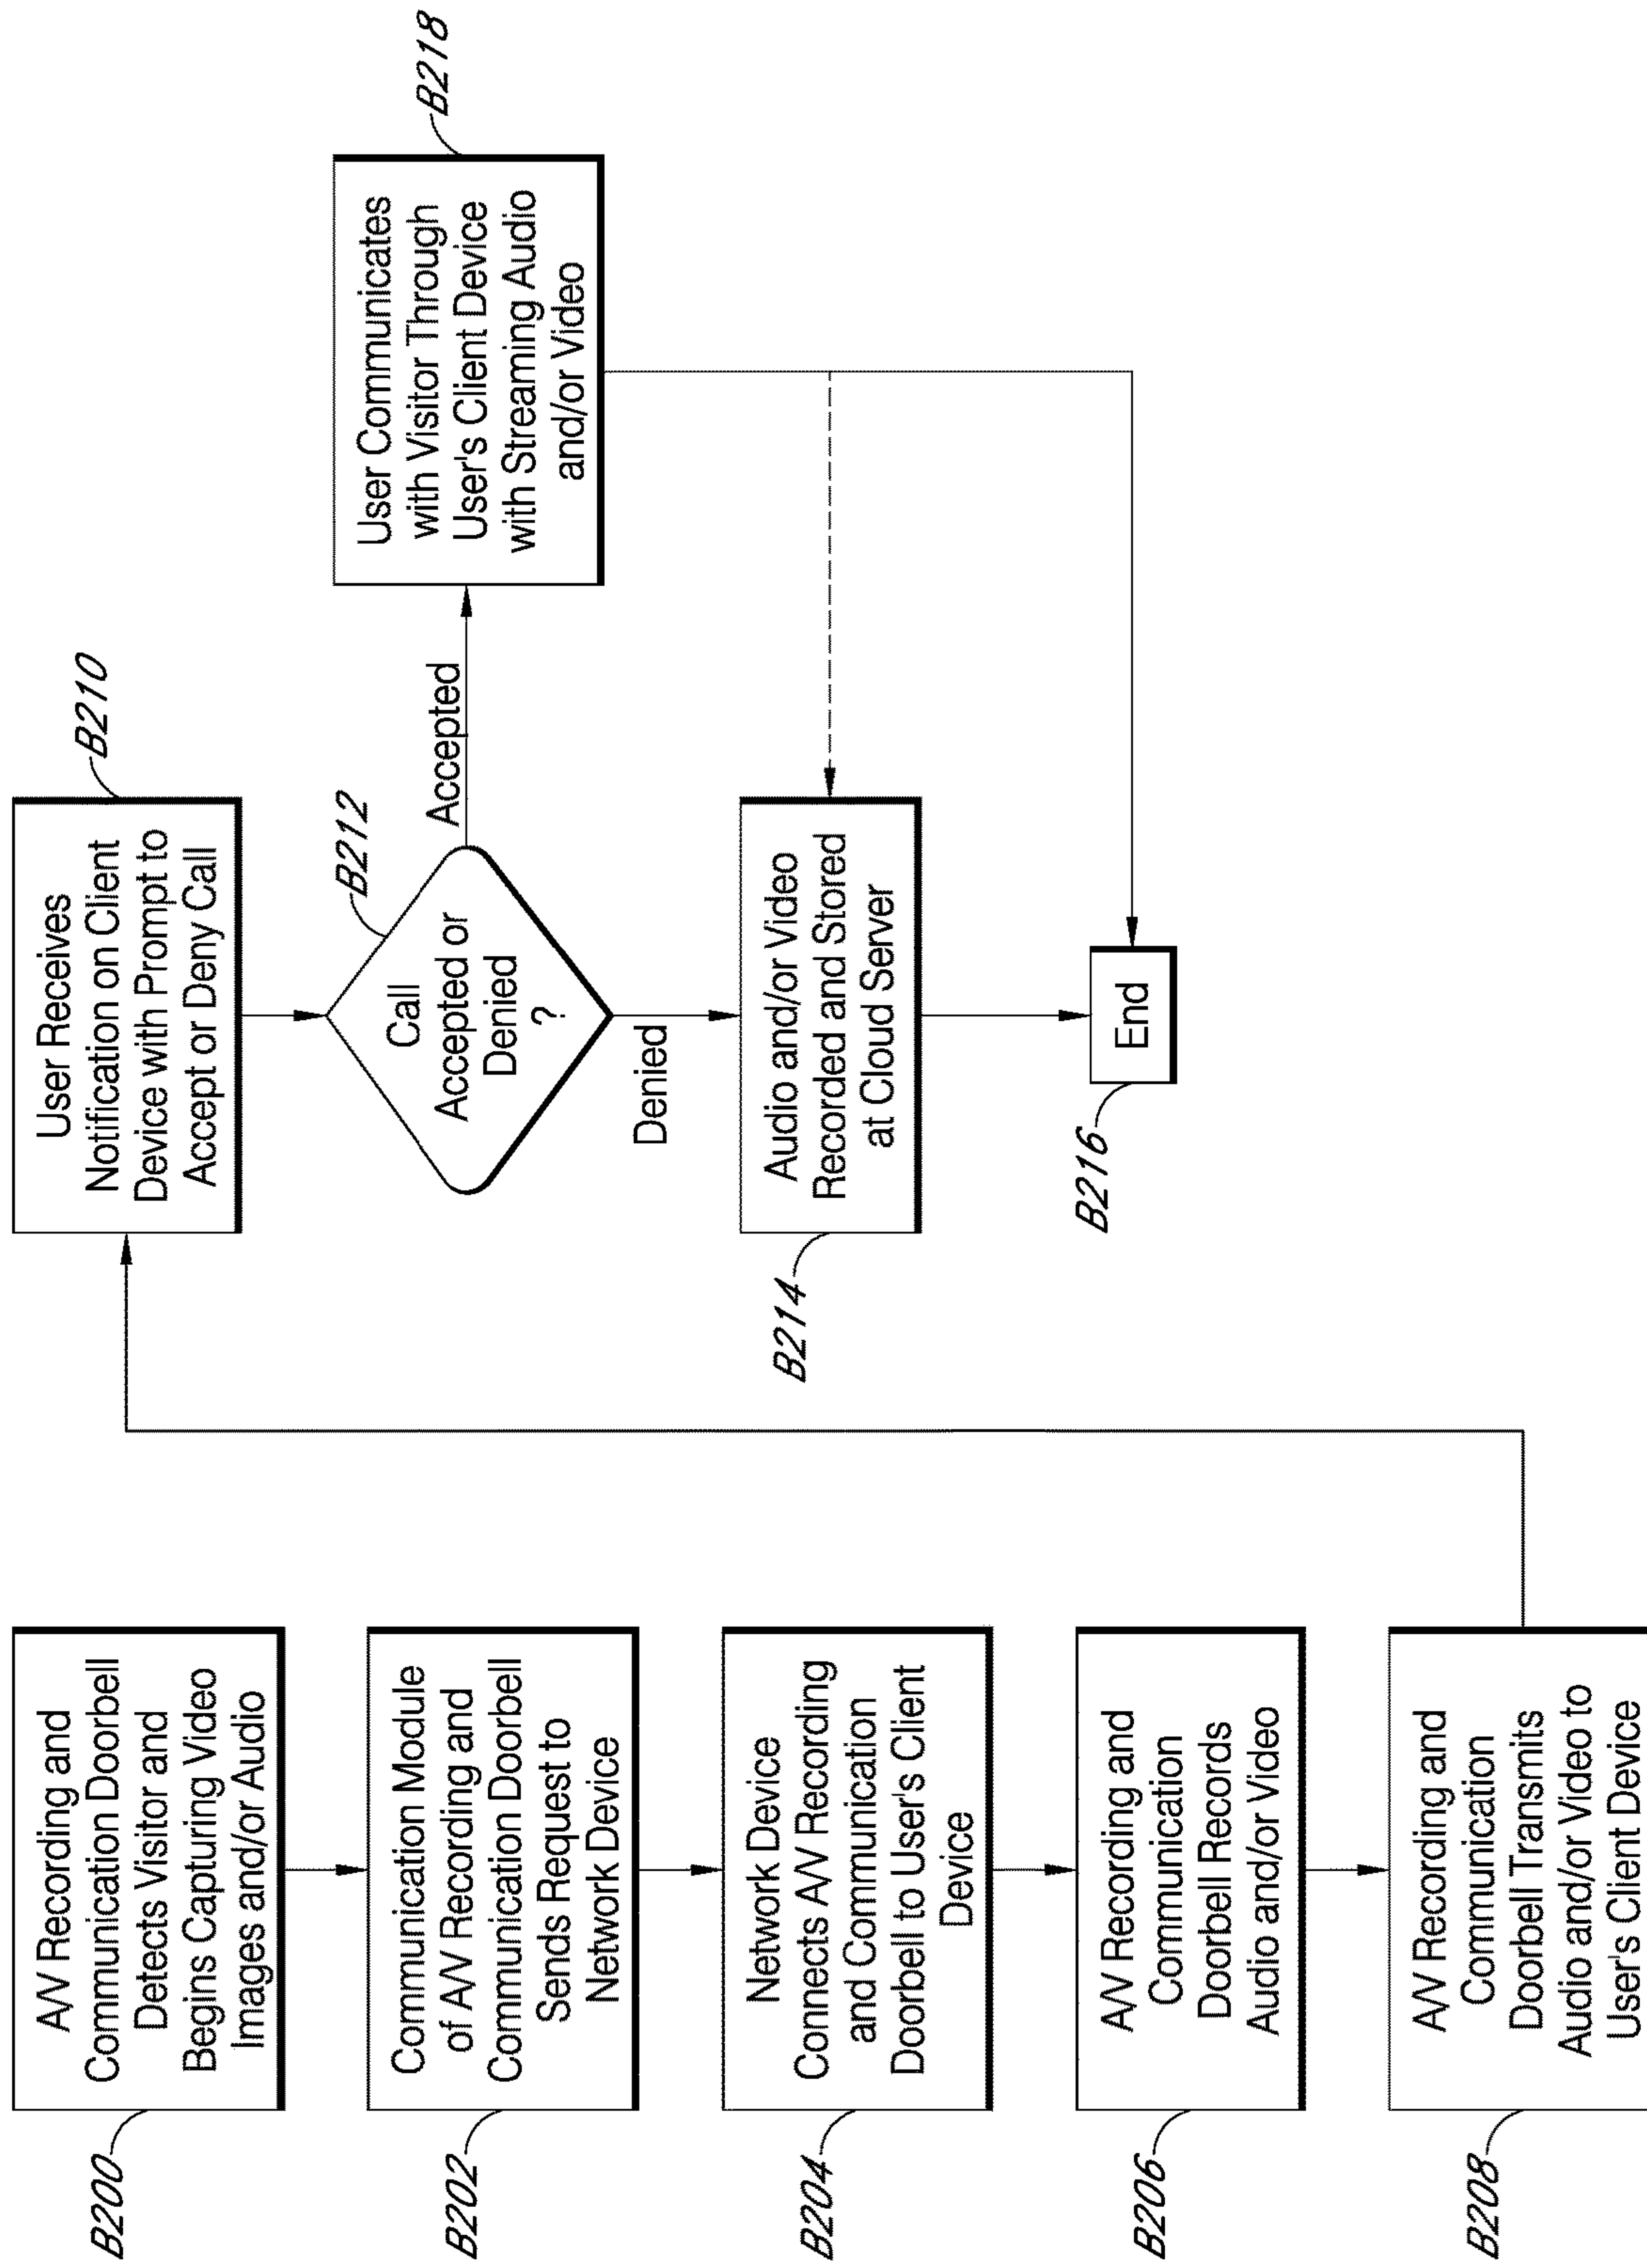 A/V Recording and
Communication Doorbell
Detects Visitor and
Begins Capturing Video
Images and/or Audio
B200
Communication Module
of A/V Recording and
Communication Doorbell
Sends Request to
Network Device
B202
Network Device
Connects A/V Recording
and Communication
Doorbell to User's Client
Device
B204
A/V Recording and
Communication
Doorbell Records
Audio and/or Video
B206
A/V Recording and
Communication
Doorbell Transmits
Audio and/or Video to
User's Client Device
B208
User Receives
Notification on Client
Device with Prompt to
Accept or Deny Call
B210
Call
Accepted or
Denied
?
B212
Accepted
Denied
User Communicates
with Visitor Through
User's Client Device
with Streaming Audio
and/or Video
B218
Audio and/or Video
Recorded and Stored
at Cloud Server
B214
End
B216